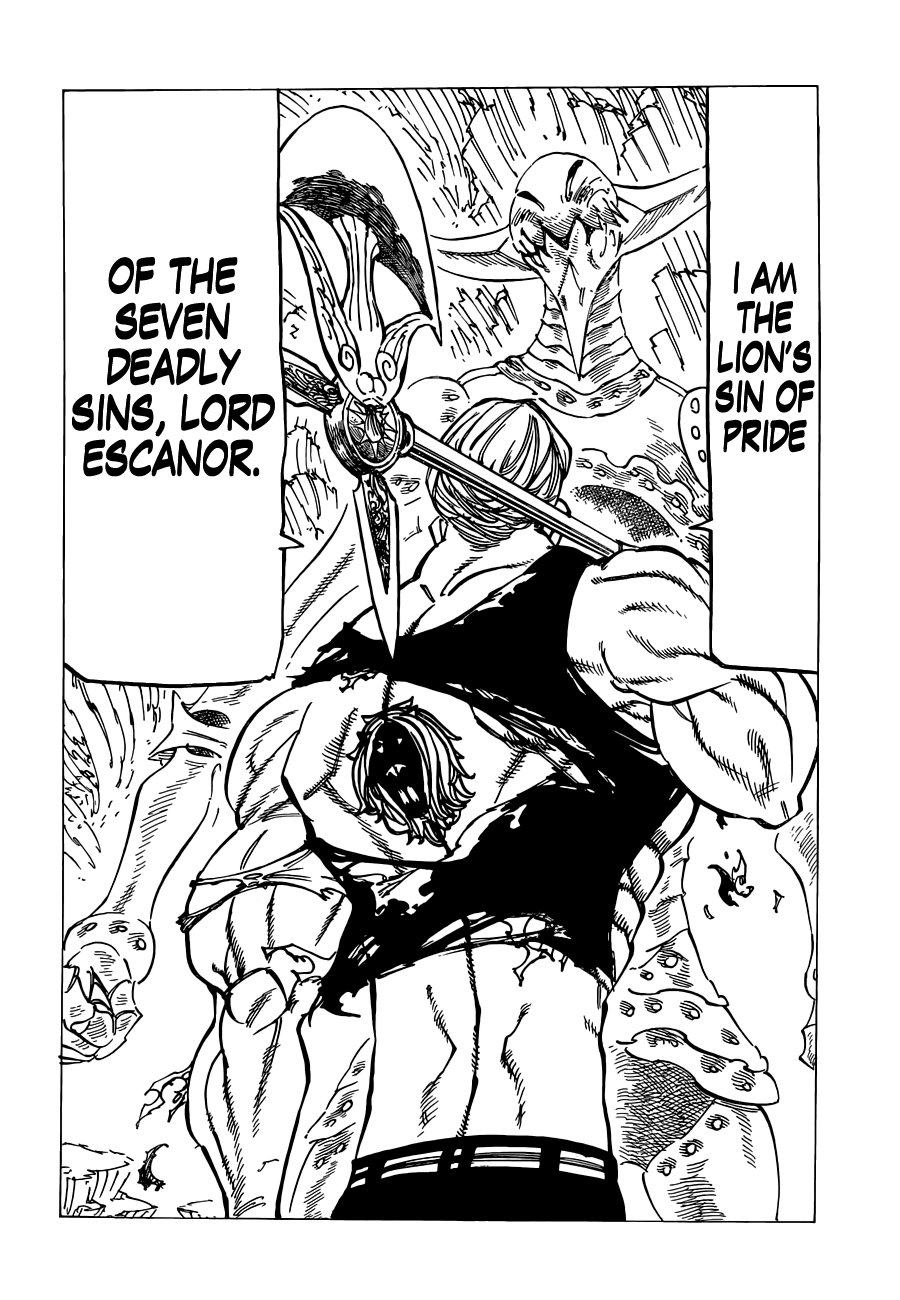 I AM
THE
LION'S
SIN OF
PRIDE
OF THE
SEVEN
DEADLY
SINS, LORD
ESCANOR.